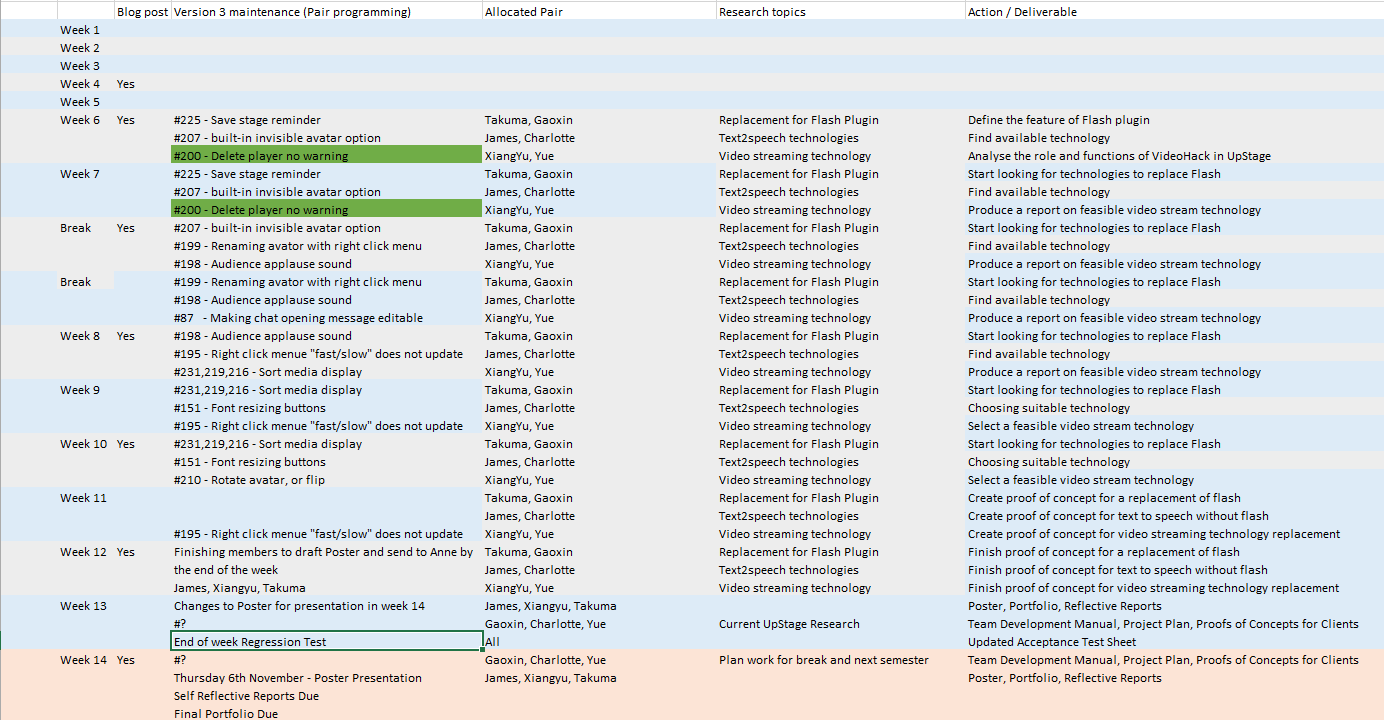 Blog post Version 3 maintenance (Pair programming) Allocated Pair Research topics Action / Deliverable
Week 1
Week 2
Week 3
Week 4 Yes
Week 5
Week 6 Yes #225 - Save stage reminder Takuma, Gaoxin Replacement for Flash Plugin Define the feature of Flash plugin
#207 - built-in invisible avatar option James, Charlotte Text2speech technologies Find available technology
#200 - Delete player no warning XiangYu, Yue Video streaming technology Analyse the role and functions of VideoHack in UpStage
Week 7 #225 - Save stage reminder Takuma, Gaoxin Replacement for Flash Plugin Start looking for technologies to replace Flash
#207 - built-in invisible avatar option James, Charlotte Text2speech technologies Find available technology
#200 - Delete player no warning XiangYu, Yue Video streaming technology Produce a report on feasible video stream technology
Break Yes #207 - built-in invisible avatar option Takuma, Gaoxin Replacement for Flash Plugin Start looking for technologies to replace Flash
#199 - Renaming avator with right click menu James, Charlotte Text2speech technologies Find available technology
#198 - Audience applause sound XiangYu, Yue Video streaming technology Produce a report on feasible video stream technology
Break #199 - Renaming avator with right click menu Takuma, Gaoxin Replacement for Flash Plugin Start looking for technologies to replace Flash
#198 - Audience applause sound James, Charlotte Text2speech technologies Find available technology
#87 - Making chat opening message editable XiangYu, Yue Video streaming technology Produce a report on feasible video stream technology
Week 8 Yes #198 - Audience applause sound Takuma, Gaoxin Replacement for Flash Plugin Start looking for technologies to replace Flash
#195 - Right click menue "fast/slow" does not update James, Charlotte Text2speech technologies Find available technology
#231,219,216 - Sort media display XiangYu, Yue Video streaming technology Produce a report on feasible video stream technology
Week 9 #231,219,216 - Sort media display Takuma, Gaoxin Replacement for Flash Plugin Start looking for technologies to replace Flash
#151 - Font resizing buttons James, Charlotte Text2speech technologies Choosing suitable technology
#195 - Right click menue "fast/slow" does not update XiangYu, Yue Video streaming technology Select a feasible video stream technology
Week 10 Yes #231,219,216 - Sort media display Takuma, Gaoxin Replacement for Flash Plugin Start looking for technologies to replace Flash
#151 - Font resizing buttons James, Charlotte Text2speech technologies Choosing suitable technology
#210 - Rotate avatar, or flip XiangYu, Yue Video streaming technology Select a feasible video stream technology
Week 11 Takuma, Gaoxin Replacement for Flash Plugin Create proof of concept for a replacement of flash
James, Charlotte Text2speech technologies Create proof of concept for text to speech without flash
#195 - Right click menue "fast/slow" does not update XiangYu, Yue Video streaming technology Create proof of concept for video streaming technology replacement
Week 12 Yes Finishing members to draft Poster and send to Anne by Takuma, Gaoxin Replacement for Flash Plugin Finish proof of concept for a replacement of flash
the end of the week James, Charlotte Text2speech technologies Finish proof of concept for text to speech without flash
James, Xiangyu, Takuma XiangYu, Yue Video streaming technology Finish proof of concept for video streaming technology replacement
Week 13 Changes to Poster for presentation in week 14 James, Xiangyu, Takuma Poster, Portfolio, Reflective Reports
#? Gaoxin, Charlotte, Yue Current UpStage Research Team Development Manual, Project Plan, Proofs of Concepts for Clients
End of week Regression Test All Updated Acceptance Test Sheet
Week 14 Yes #? Gaoxin, Charlotte, Yue Plan work for break and next semester Team Development Manual, Project Plan, Proofs of Concepts for Clients
Thursday 6th November - Poster Presentation James, Xiangyu, Takuma Poster, Portfolio, Reflective Reports
Self Reflective Reports Due
Final Portfolio Due